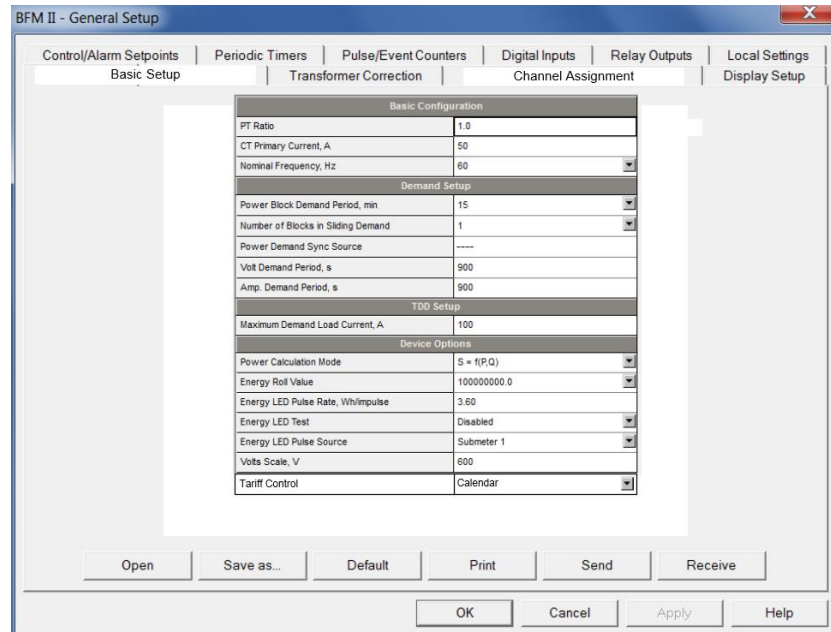 BFM II - General Setup
X
Control/Alarm Setpoints Periodic Timers Pulse/Event Counters Digital Inputs Relay Outputs Local Settings
Basic Setup Transformer Correction Channel Assignment Display Setup
Basic Configuration
PT Ratio 1.0
CT Primary Current, A 50
Nominal Frequency, Hz 60
Demand Setup
Power Block Demand Period, min 15
Number of Blocks in Sliding Demand 1
Power Demand Sync Source ----
Volt Demand Period, s 900
Amp. Demand Period, s 900
TDD Setup
Maximum Demand Load Current, A 100
Device Options
Power Calculation Mode S = f(P,Q)
Energy Roll Value 100000000.0
Energy LED Pulse Rate, Wh/impulse 3.60
Energy LED Test Disabled
Energy LED Pulse Source Submeter 1
Volts Scale, V 600
Tariff Control Calendar
Open Save as... Default Print Send Receive
OK Cancel Apply Help